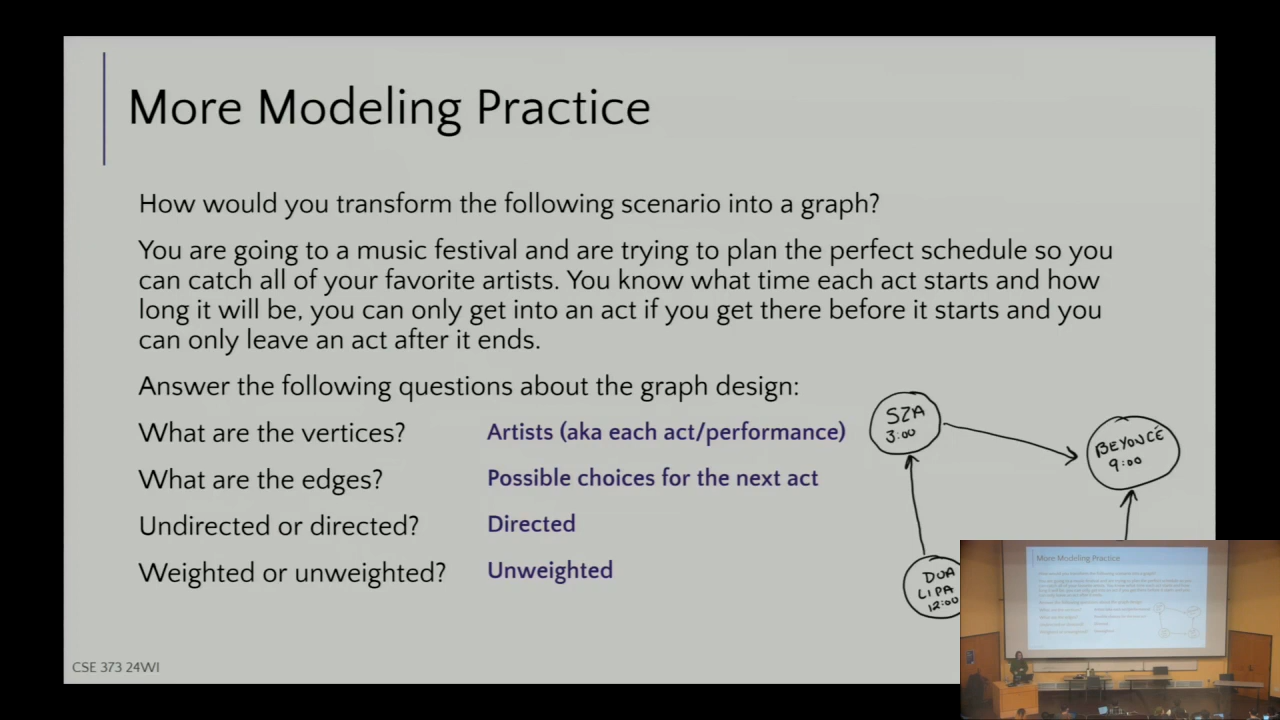 More Modeling Practice
How would you transform the following scenario into a graph?
You are going to a music festival and are trying to plan the perfect schedule so you
can catch all of your favorite artists. You know what time each act starts and how
long it will be, you can only get into an act if you get there before it starts and you
can only leave an act after it ends.
Answer the following questions about the graph design:
What are the vertices? Artists (aka each act/performance)
What are the edges? Possible choices for the next act
Undirected or directed? Directed
Weighted or unweighted? Unweighted
SZA
3:00
BEYONCÉ
9:00
DUA
LIPA
12:00
CSE 373 24WI
More Modeling Practice